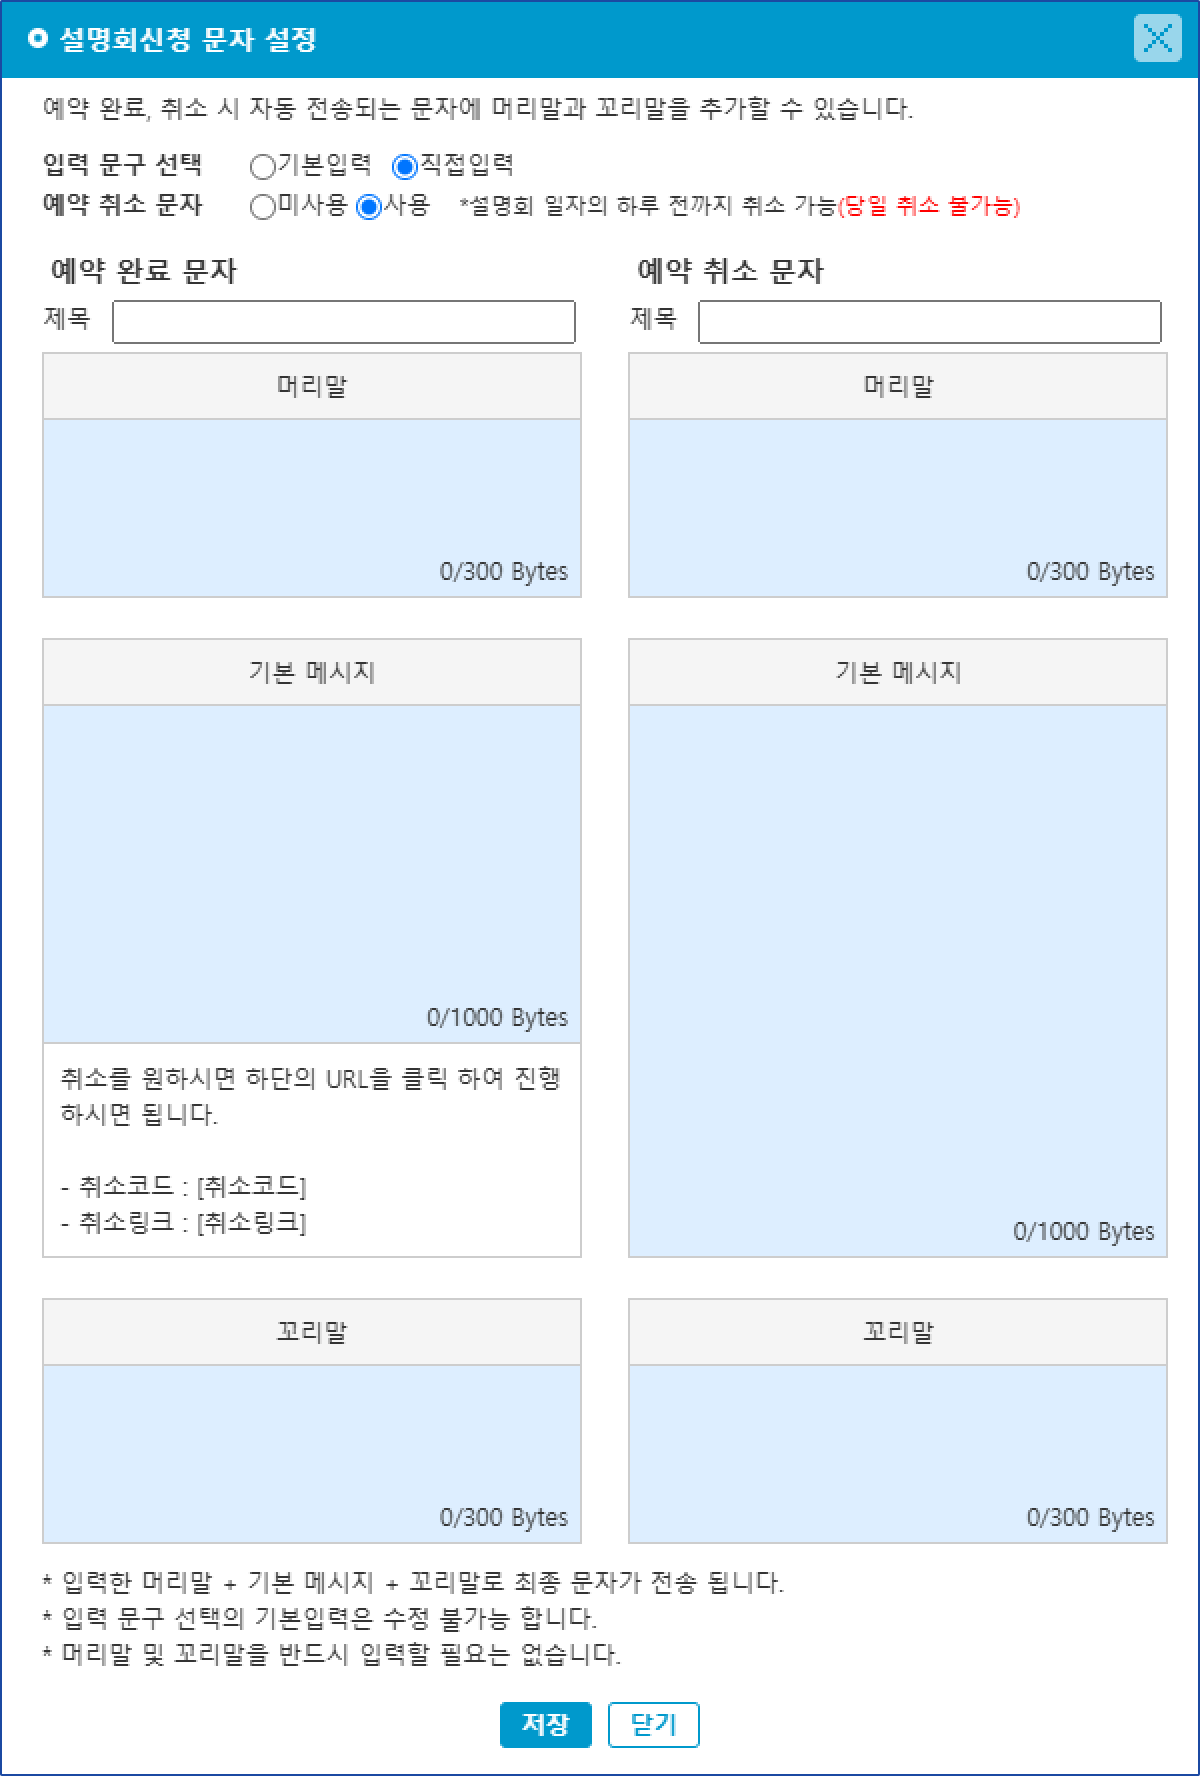 설명회신청 문자 설정
예약 완료, 취소 시 자동 전송되는 문자에 머리말과 꼬리말을 추가할 수 있습니다.
입력 문구 선택 기본입력 직접입력
예약 취소 문자 미사용 사용 *설명회 일자의 하루 전까지 취소 가능(당일 취소 불가능)
예약 완료 문자
제목
머리말
0/300 Bytes
기본 메시지
0/1000 Bytes
취소를 원하시면 하단의 URL을 클릭 하여 진행
하시면 됩니다.
- 취소코드 : [취소코드]
- 취소링크 : [취소링크]
꼬리말
0/300 Bytes
예약 취소 문자
제목
머리말
0/300 Bytes
기본 메시지
0/1000 Bytes
꼬리말
0/300 Bytes
* 입력한 머리말 + 기본 메시지 + 꼬리말로 최종 문자가 전송 됩니다.
* 입력 문구 선택의 기본입력은 수정 불가능 합니다.
* 머리말 및 꼬리말을 반드시 입력할 필요는 없습니다.
저장 닫기